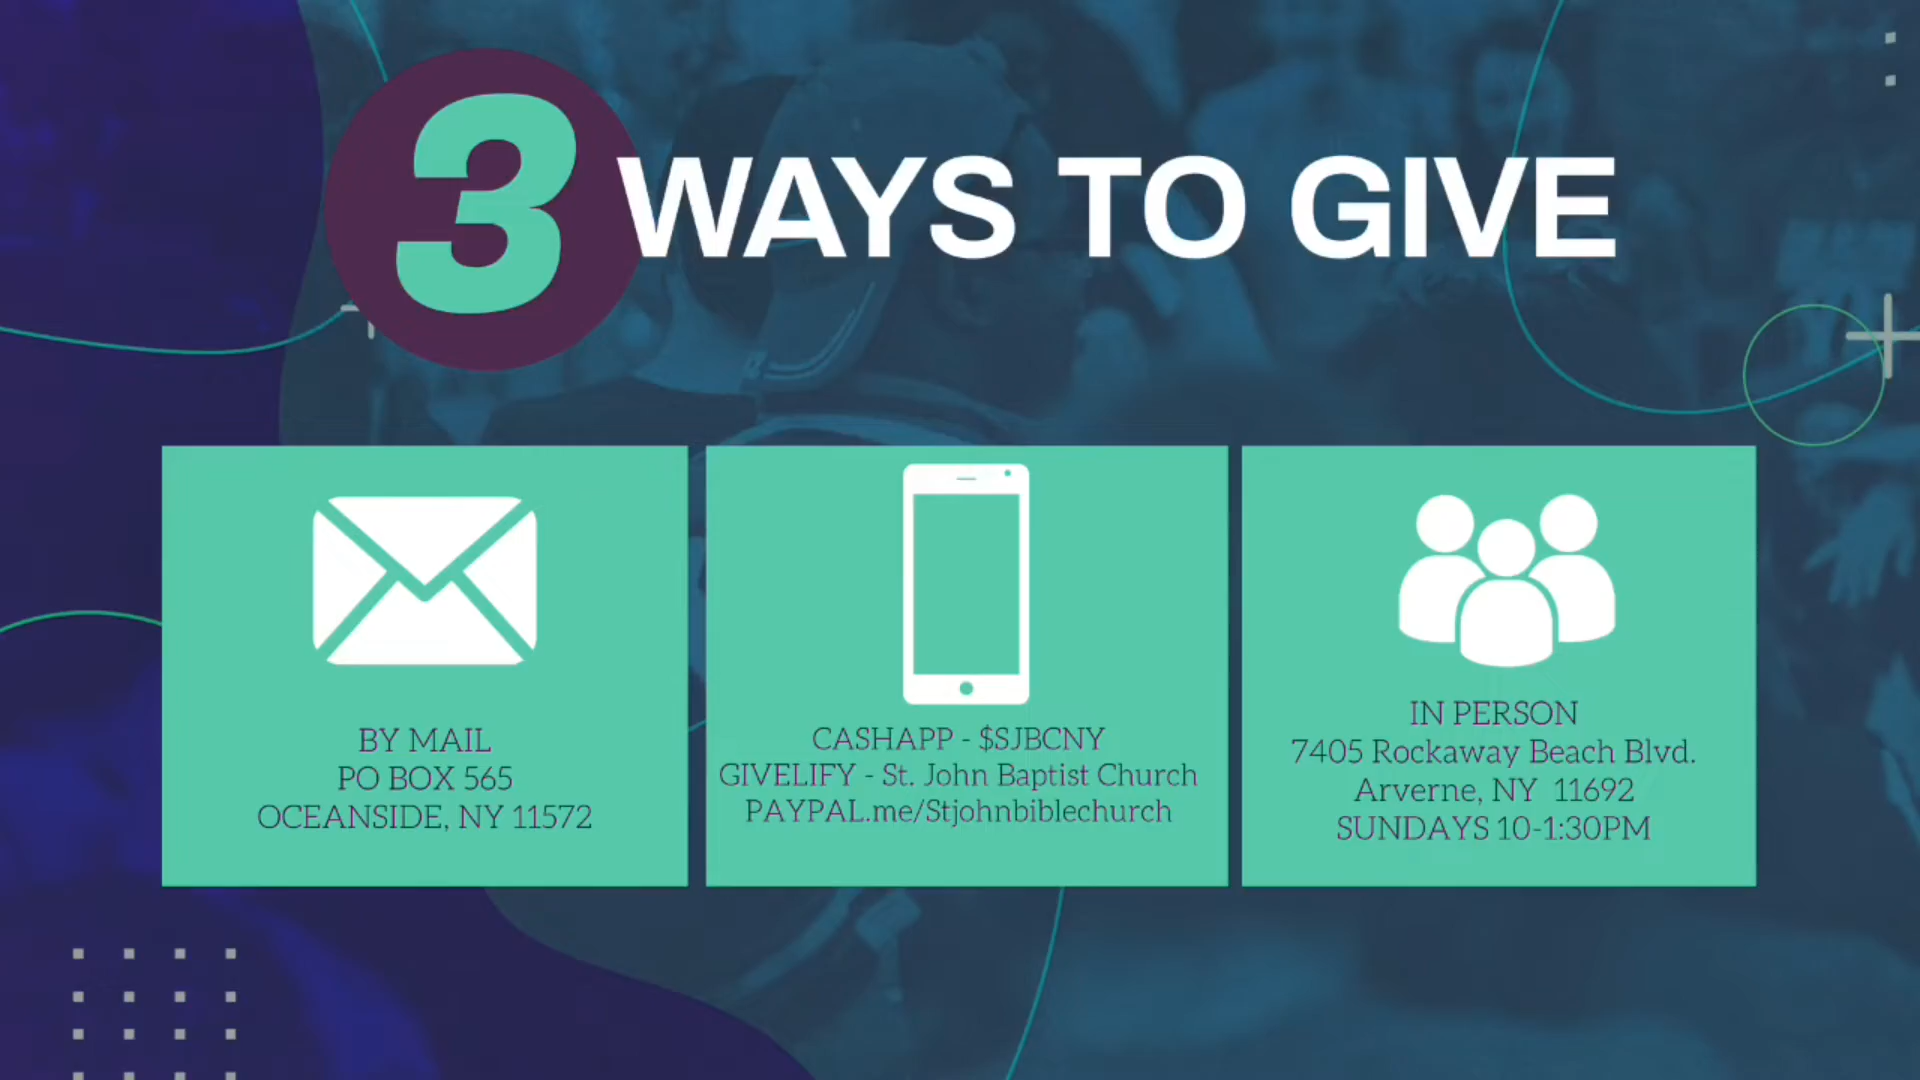 3 WAYS TO GIVE
BY MAIL
PO BOX 565
OCEANSIDE, NY 11572
CASHAPP - $SJBCNY
GIVELIFY - St. John Baptist Church
PAYPAL.me/Stjohnbiblechurch
IN PERSON
7405 Rockaway Beach Blvd.
Arverne, NY  11692
SUNDAYS 10-1:30PM